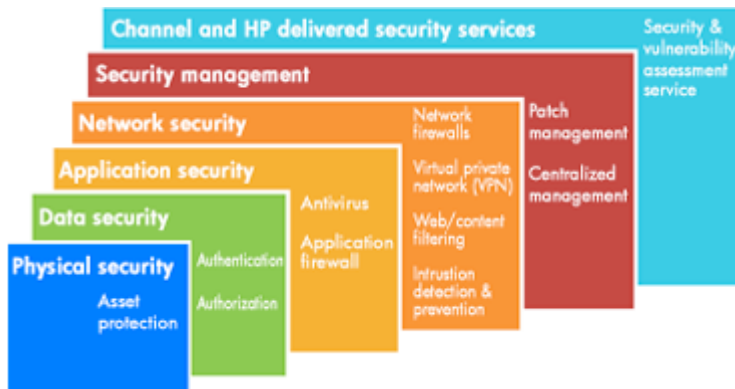 Channel and HP delivered security services
Security &
vulnerability
assessment
service
Security management
Patch
management
Centralized
management
Network security
Network
firewalls
Virtual private
network (VPN)
Web/content
filtering
Intrustion
detection &
prevention
Application security
Antivirus
Application
firewall
Data security
Authentication
Authorization
Physical security
Asset
protection